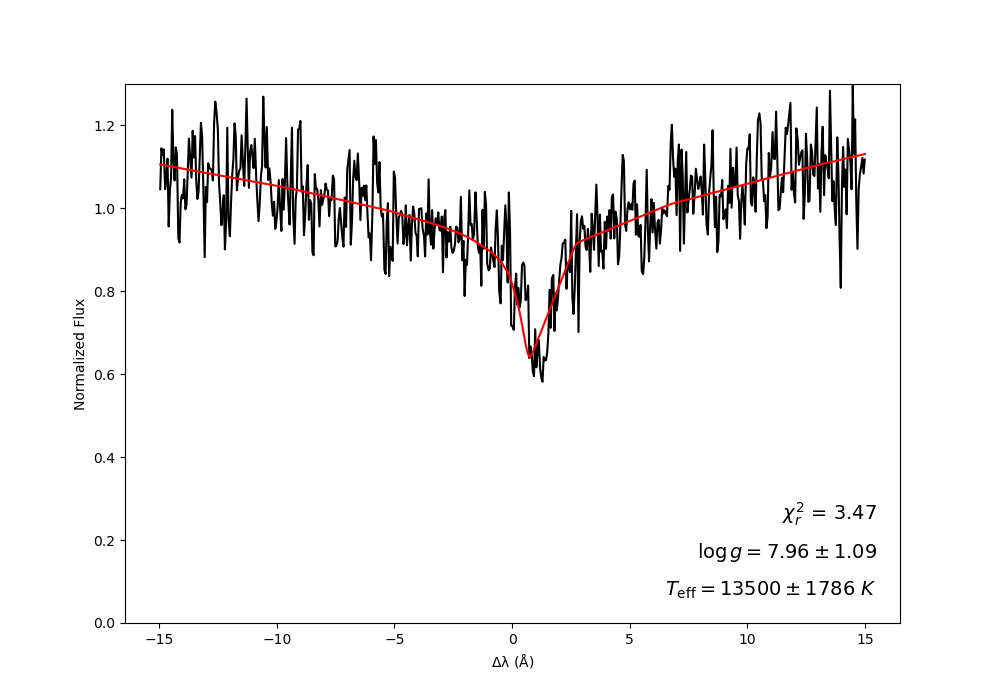 1.2
1.0
0.8
0.6
0.4
0.2
0.0
Normalized Flux
χ²ᵣ = 3.47
log g = 7.96 ± 1.09
T_eff = 13500 ± 1786 K
−15 −10 −5 0 5 10 15
Δλ (Å)